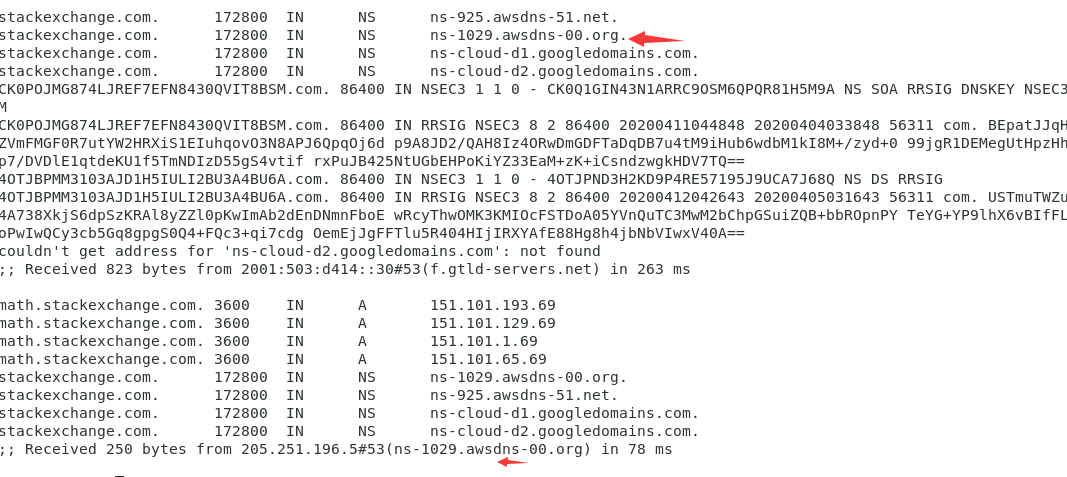 stackexchange.com. 172800 IN NS ns-925.awsdns-51.net.
stackexchange.com. 172800 IN NS ns-1029.awsdns-00.org.
stackexchange.com. 172800 IN NS ns-cloud-d1.googledomains.com.
stackexchange.com. 172800 IN NS ns-cloud-d2.googledomains.com.
CK0POJMG874LJREF7EFN8430QVIT8BSM.com. 86400 IN NSEC3 1 1 0 - CK0Q1GIN43N1ARRC9OSM6QPQR81H5M9A NS SOA RRSIG DNSKEY NSEC3
M
CK0POJMG874LJREF7EFN8430QVIT8BSM.com. 86400 IN RRSIG NSEC3 8 2 86400 20200411044848 20200404033848 56311 com. BEpatJJqH
ZVmFMGF0R7utYW2HRXiS1EIuhqovO3N8APJ6QpqOj6d p9A8JD2/QAH8Iz4ORwDmGDFTaDqDB7u4tM9iHub6wdbM1kI8M+/zyd+0 99jgR1DEMegUtHpzHh
p7/DVDlE1qtdeKU1f5TmNDIzD55gS4vtif rxPuJB425NtUGbEHPoKiYZ33EaM+zK+iCsndzwgkHDV7TQ==
4OTJBPMM3103AJD1H5IULI2BU3A4BU6A.com. 86400 IN NSEC3 1 1 0 - 4OTJPND3H2KD9P4RE57195J9UCA7J68Q NS DS RRSIG
4OTJBPMM3103AJD1H5IULI2BU3A4BU6A.com. 86400 IN RRSIG NSEC3 8 2 86400 20200412042643 20200405031643 56311 com. USTmuTWZu
4A738XkjS6dpSzKRAl8yZZl0pKwImAb2dEnDNmnFboE wRcyThwOMK3KMIOcFSTDoA05YVnQuTC3MwM2bChpGSuiZQB+bbROpnPY TeYG+YP9lhX6vBIfFL
oPwIwQCy3cb5Gq8gpgS0Q4+FQc3+qi7cdg OemEjJgFFTlu5R404HIjIRXYAfE88Hg8h4jbNbVIwxV40A==
couldn't get address for 'ns-cloud-d2.googledomains.com': not found
;; Received 823 bytes from 2001:503:d414::30#53(f.gtld-servers.net) in 263 ms
math.stackexchange.com. 3600 IN A 151.101.193.69
math.stackexchange.com. 3600 IN A 151.101.129.69
math.stackexchange.com. 3600 IN A 151.101.1.69
math.stackexchange.com. 3600 IN A 151.101.65.69
stackexchange.com. 172800 IN NS ns-1029.awsdns-00.org.
stackexchange.com. 172800 IN NS ns-925.awsdns-51.net.
stackexchange.com. 172800 IN NS ns-cloud-d1.googledomains.com.
stackexchange.com. 172800 IN NS ns-cloud-d2.googledomains.com.
;; Received 250 bytes from 205.251.196.5#53(ns-1029.awsdns-00.org) in 78 ms